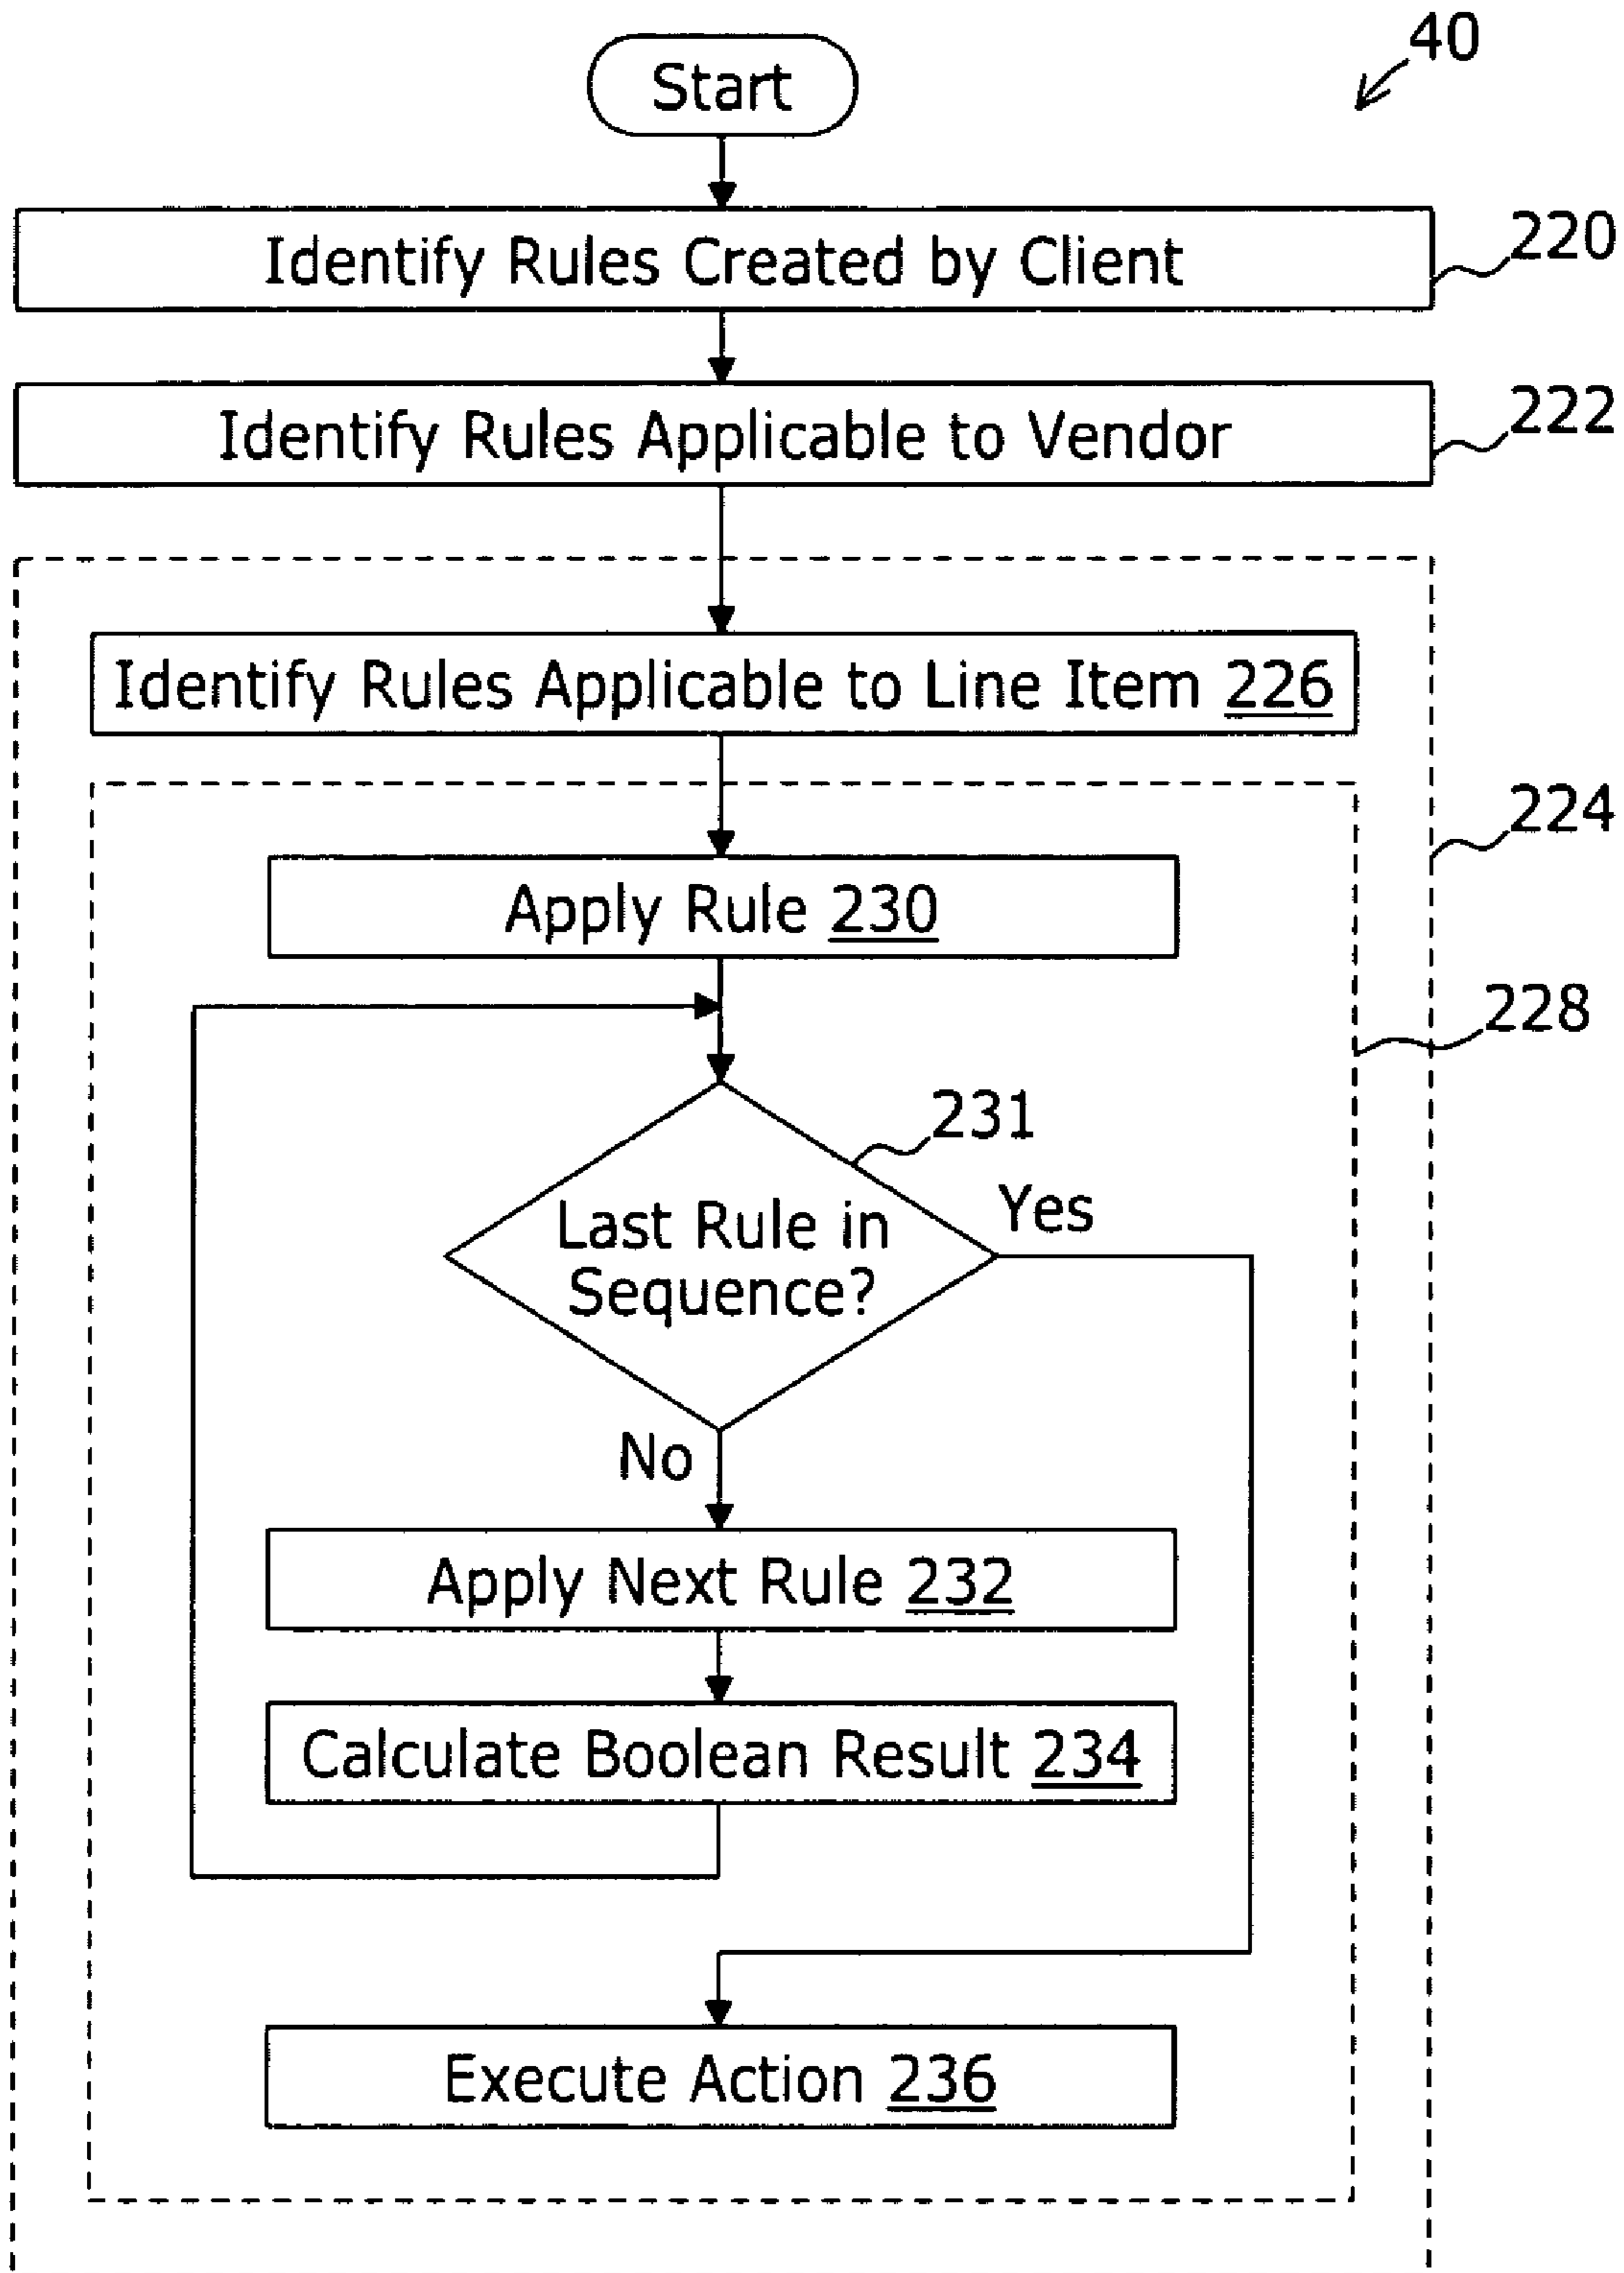 40
Start
Identify Rules Created by Client
220
Identify Rules Applicable to Vendor
222
Identify Rules Applicable to Line Item 226
224
Apply Rule 230
228
231
Yes
Last Rule in
Sequence?
No
Apply Next Rule 232
Calculate Boolean Result 234
Execute Action 236